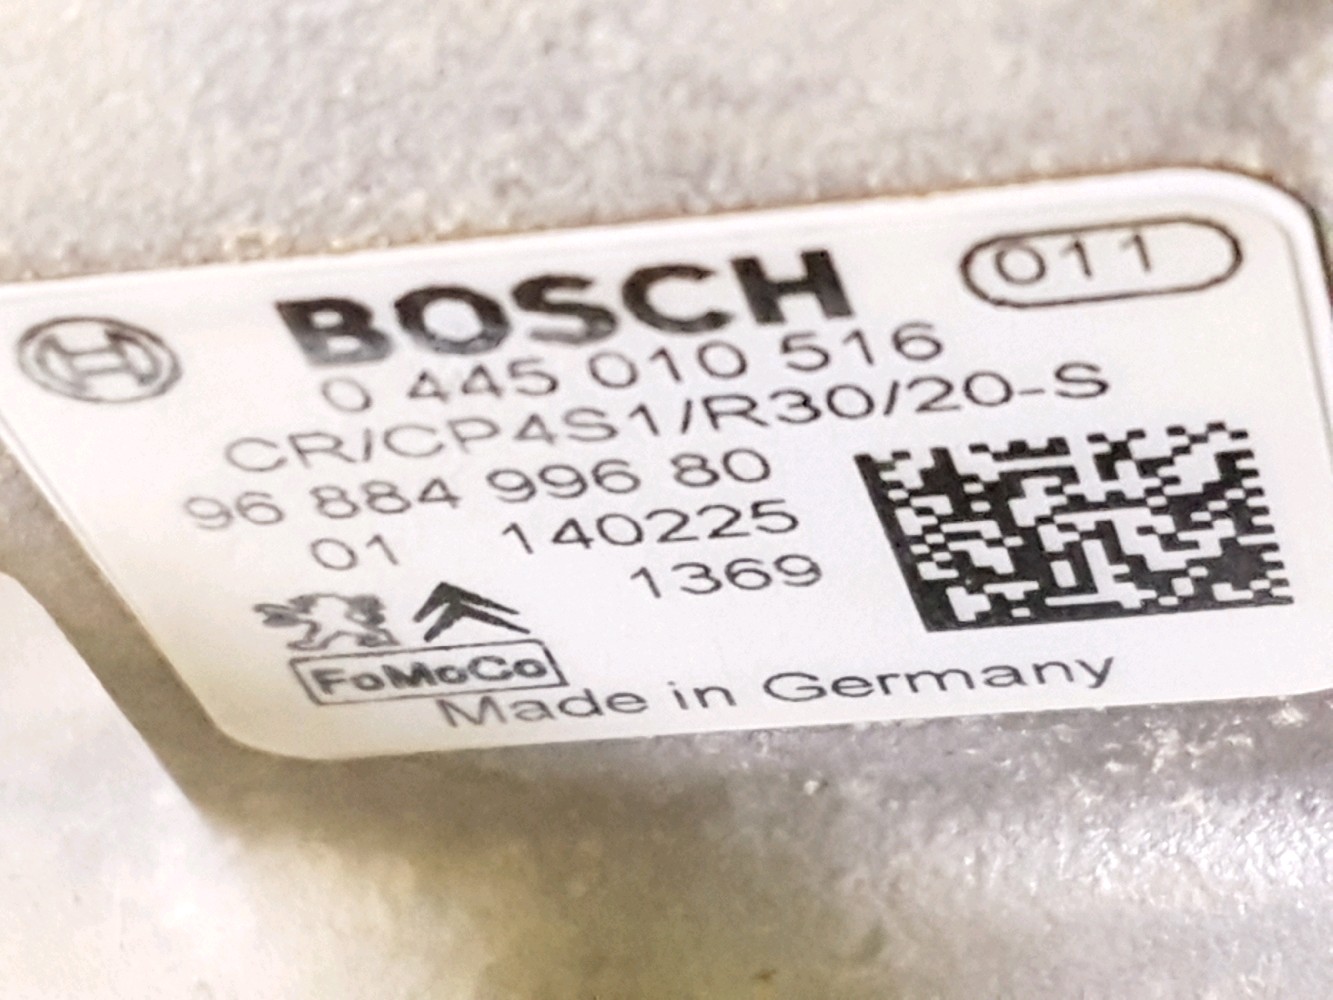 BOSCH 011
0 445 010 516
CR/CP4S1/R30/20-S
96 884 996 80
01 140225
1369
FoMoCo
Made in Germany